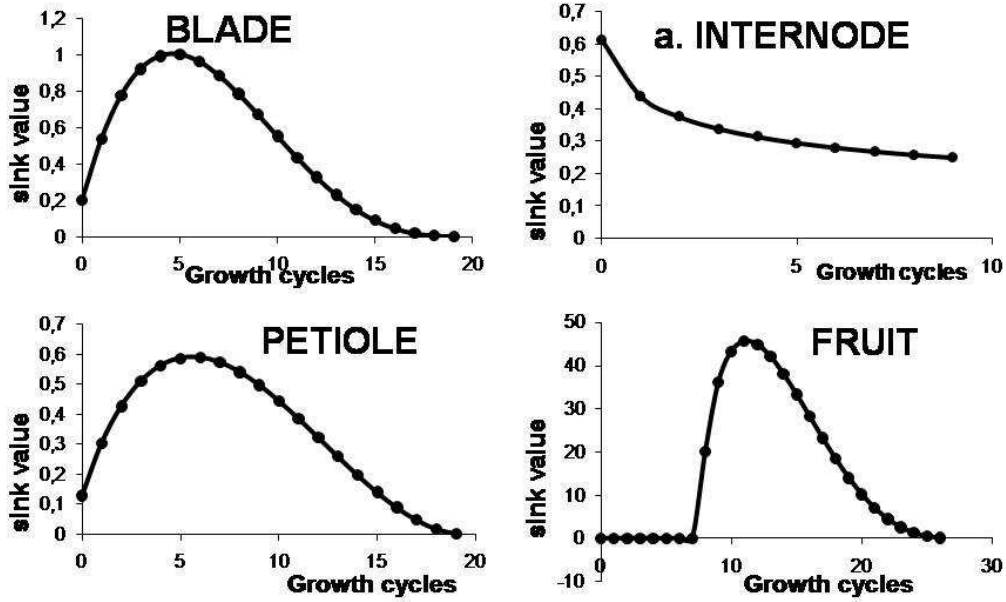 BLADE
1,2
1
0,8
0,6
0,4
0,2
0
sink value
0 5 10 15 20
Growth cycles
a. INTERNODE
0,7
0,6
0,5
0,4
0,3
0,2
0,1
0
sink value
0 5 10
Growth cycles
PETIOLE
0,7
0,6
0,5
0,4
0,3
0,2
0,1
0
sink value
0 5 10 15 20
Growth cycles
FRUIT
50
40
30
20
10
0
-10
sink value
0 10 20 30
Growth cycles